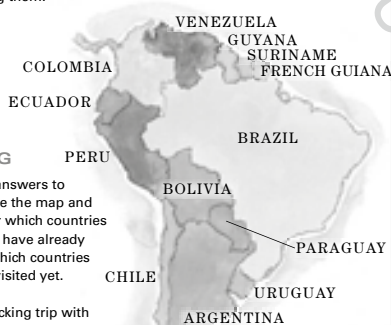 VENEZUELA
GUYANA
SURINAME
FRENCH GUIANA
COLOMBIA
ECUADOR
BRAZIL
PERU
BOLIVIA
PARAGUAY
CHILE
URUGUAY
ARGENTINA
G
answers to
e the map and
which countries
have already
hich countries
isited yet.
cking trip with